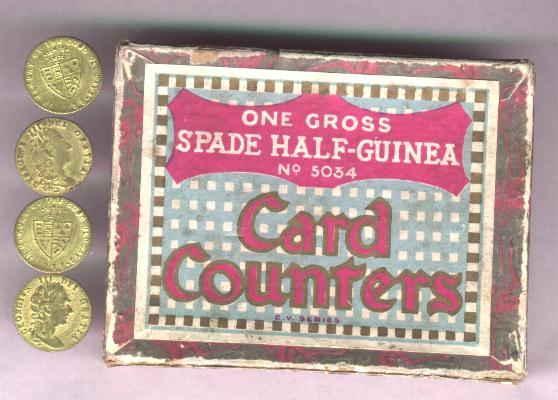 ONE GROSS
SPADE HALF-GUINEA
Nº 5034
Card
Counters
E.V. SERIES